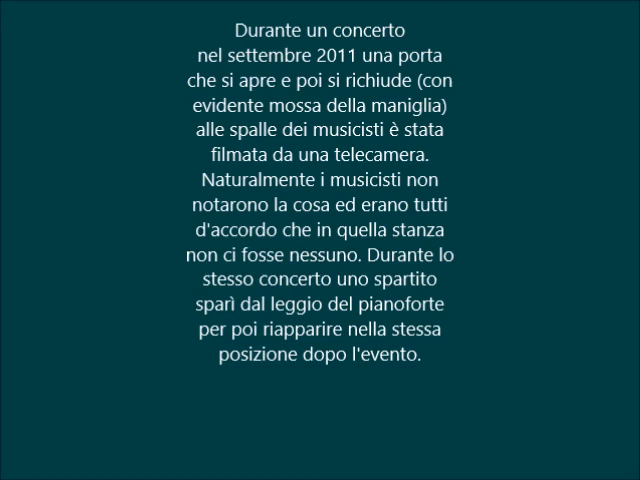 Durante un concerto
nel settembre 2011 una porta
che si apre e poi si richiude (con
evidente mossa della maniglia)
alle spalle dei musicisti è stata
filmata da una telecamera.
Naturalmente i musicisti non
notarono la cosa ed erano tutti
d'accordo che in quella stanza
non ci fosse nessuno. Durante lo
stesso concerto uno spartito
sparì dal leggio del pianoforte
per poi riapparire nella stessa
posizione dopo l'evento.